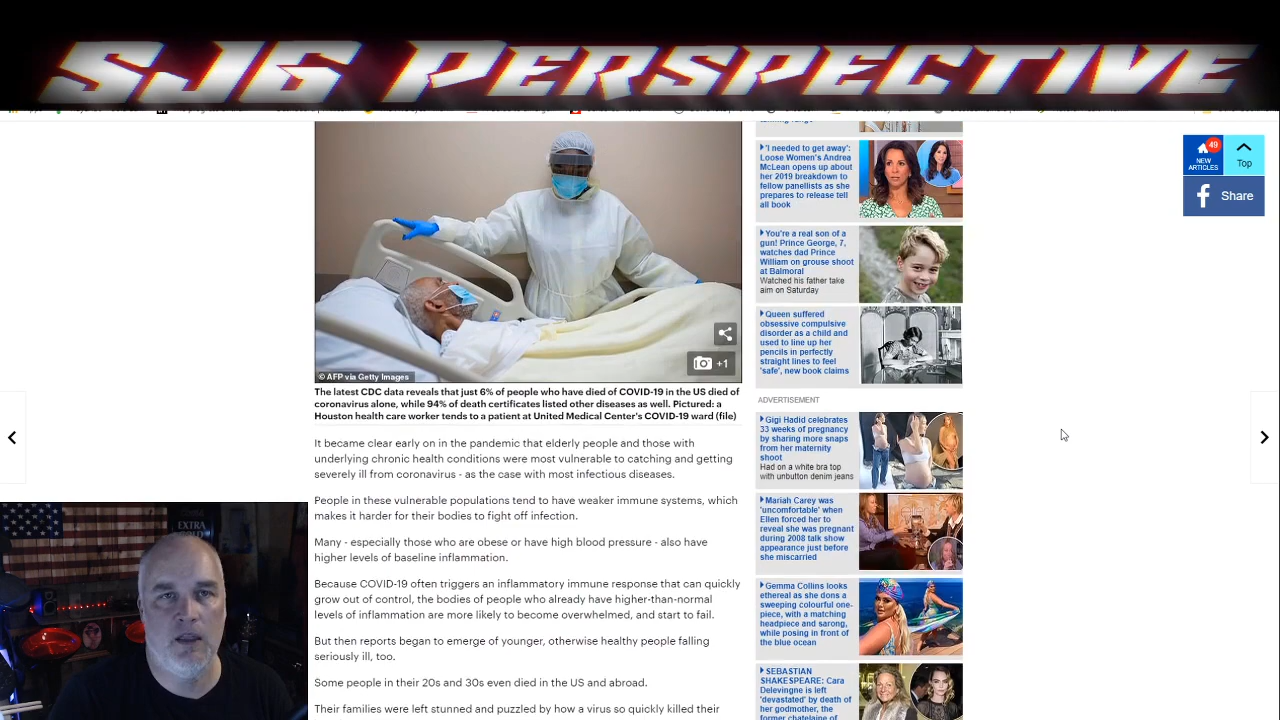 SJG PERSPECTIVE
'I needed to get away':
Loose Women's Andrea
McLean opens up about
her 2019 breakdown to
fellow panellists as she
prepares to release tell
all book
You're a real son of a
gun! Prince George, 7,
watches dad Prince
William on grouse shoot
at Balmoral
Watched his father take
aim on Saturday
Queen suffered
obsessive compulsive
disorder as a child and
used to line up her
pencils in perfectly
straight lines to feel
'safe', new book claims
ADVERTISEMENT
Gigi Hadid celebrates
33 weeks of pregnancy
by sharing more snaps
from her maternity
shoot
Had on a white bra top
with unbutton denim jeans
Mariah Carey was
'uncomfortable' when
Ellen forced her to
reveal she was pregnant
during 2008 talk show
appearance just before
she miscarried
Gemma Collins looks
ethereal as she dons a
sweeping colourful one-
piece, with a matching
headpiece and sarong,
while posing in front of
the blue ocean
SEBASTIAN
SHAKESPEARE: Cara
Delevingne is left
'devastated' by death of
her godmother, the
former chatelaine of
49
NEW
ARTICLES
Top
Share
+1
© AFP via Getty Images
The latest CDC data reveals that just 6% of people who have died of COVID-19 in the US died of
coronavirus alone, while 94% of death certificates listed other diseases as well. Pictured: a
Houston health care worker tends to a patient at United Medical Center's COVID-19 ward (file)
It became clear early on in the pandemic that elderly people and those with
underlying chronic health conditions were most vulnerable to catching and getting
severely ill from coronavirus - as the case with most infectious diseases.
People in these vulnerable populations tend to have weaker immune systems, which
makes it harder for their bodies to fight off infection.
Many - especially those who are obese or have high blood pressure - also have
higher levels of baseline inflammation.
Because COVID-19 often triggers an inflammatory immune response that can quickly
grow out of control, the bodies of people who already have higher-than-normal
levels of inflammation are more likely to become overwhelmed, and start to fail.
But then reports began to emerge of younger, otherwise healthy people falling
seriously ill, too.
Some people in their 20s and 30s even died in the US and abroad.
Their families were left stunned and puzzled by how a virus so quickly killed their
EXTRA